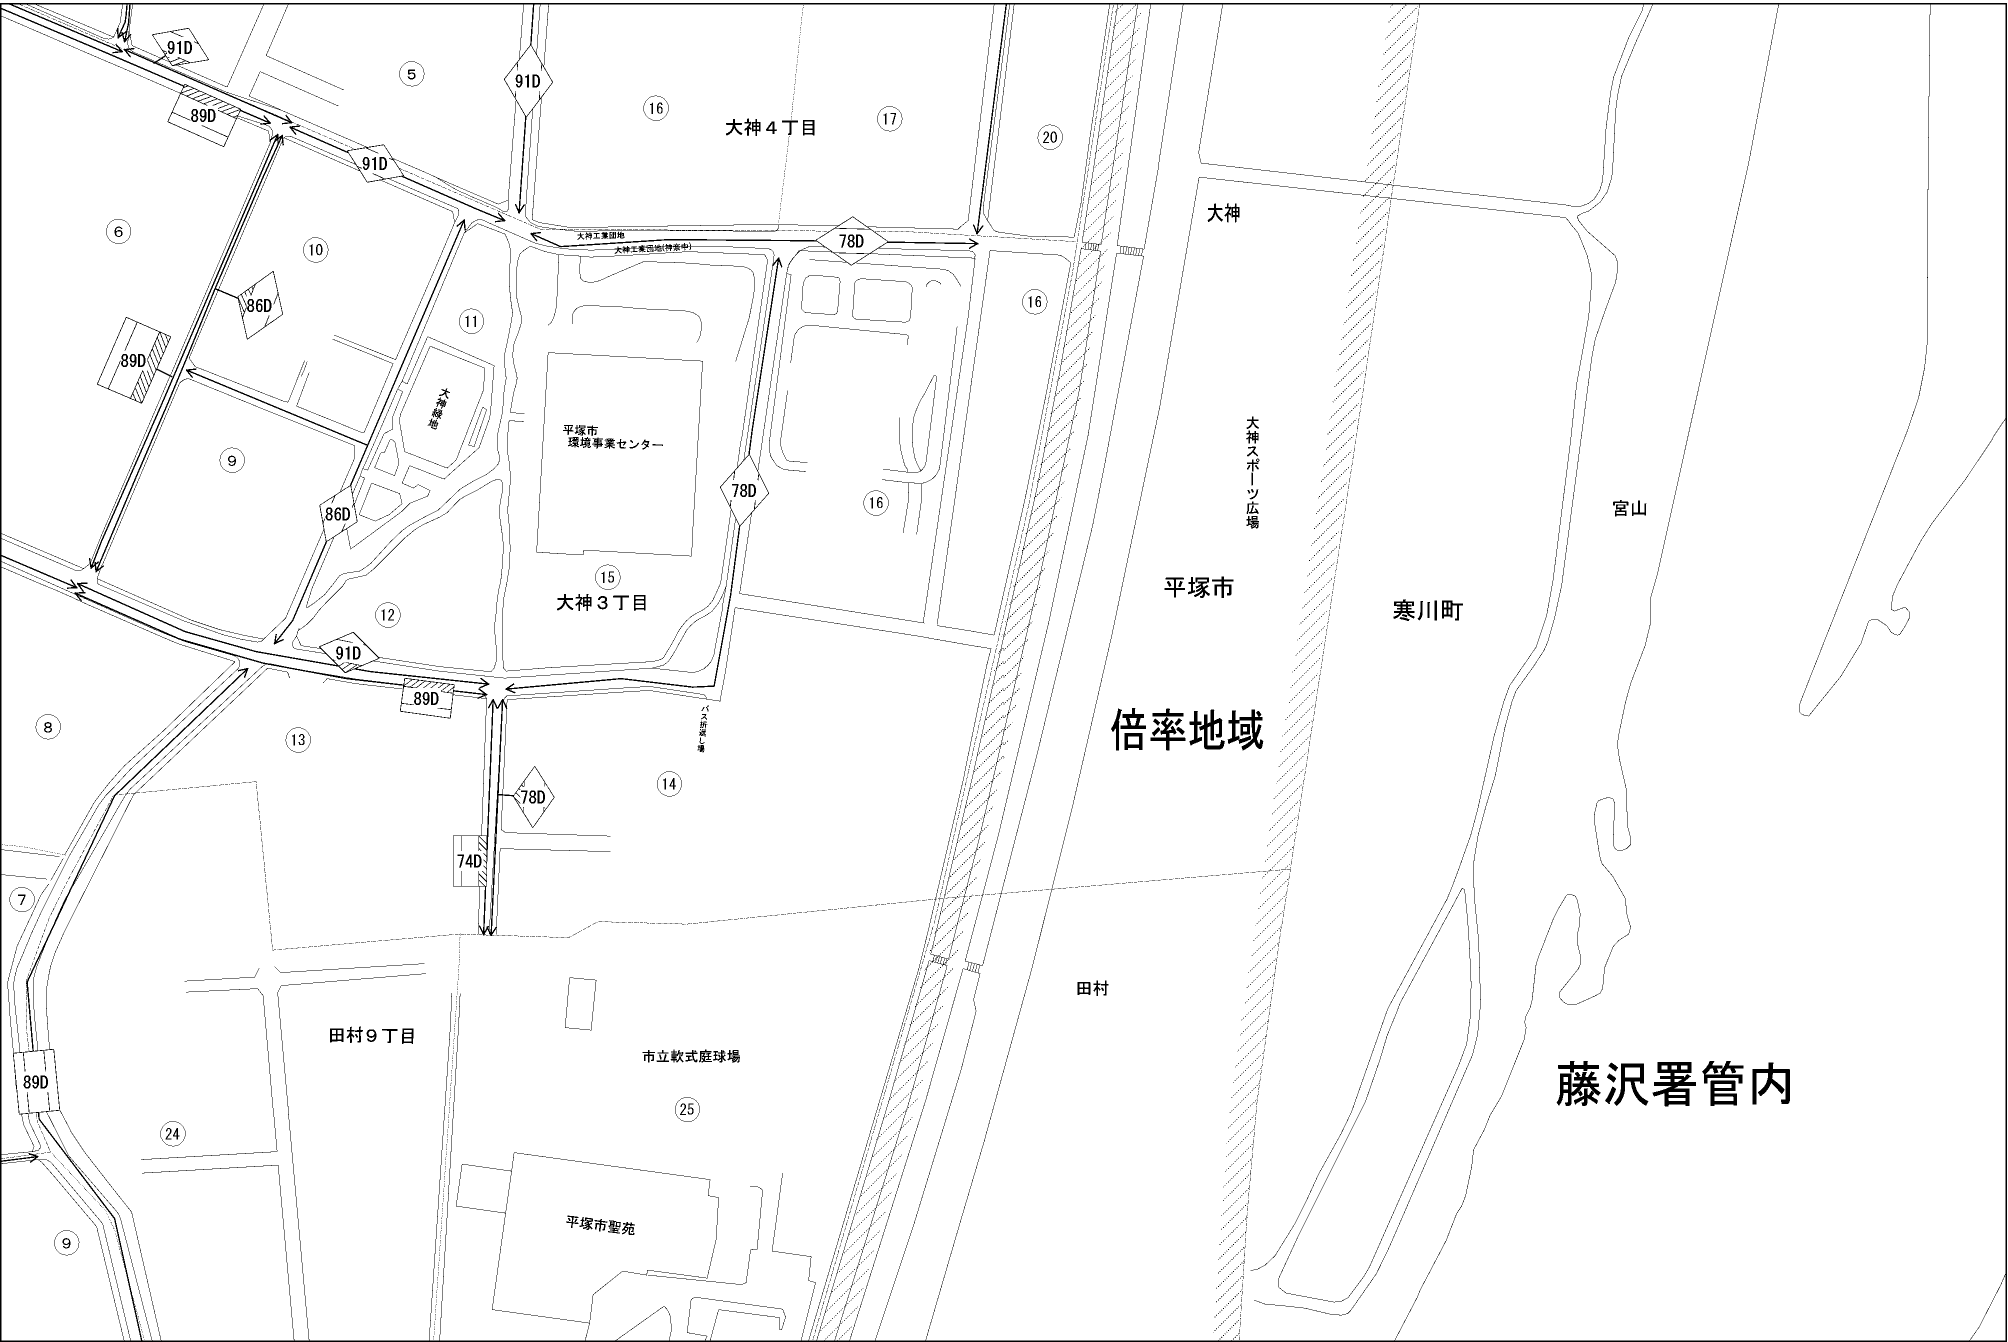 91D
5
91D
16
大神４丁目
17
20
89D
91D
大神
6
10
大神工業団地
大神工業団地(神奈中)
78D
86D
16
11
89D
大神緑地
平塚市
環境事業センター
大神スポーツ広場
9
78D
16
宮山
86D
15
平塚市
大神３丁目
寒川町
12
91D
89D
バス折返し場
8
13
倍率地域
14
78D
74D
7
田村
田村９丁目
市立軟式庭球場
89D
藤沢署管内
25
24
平塚市聖苑
9